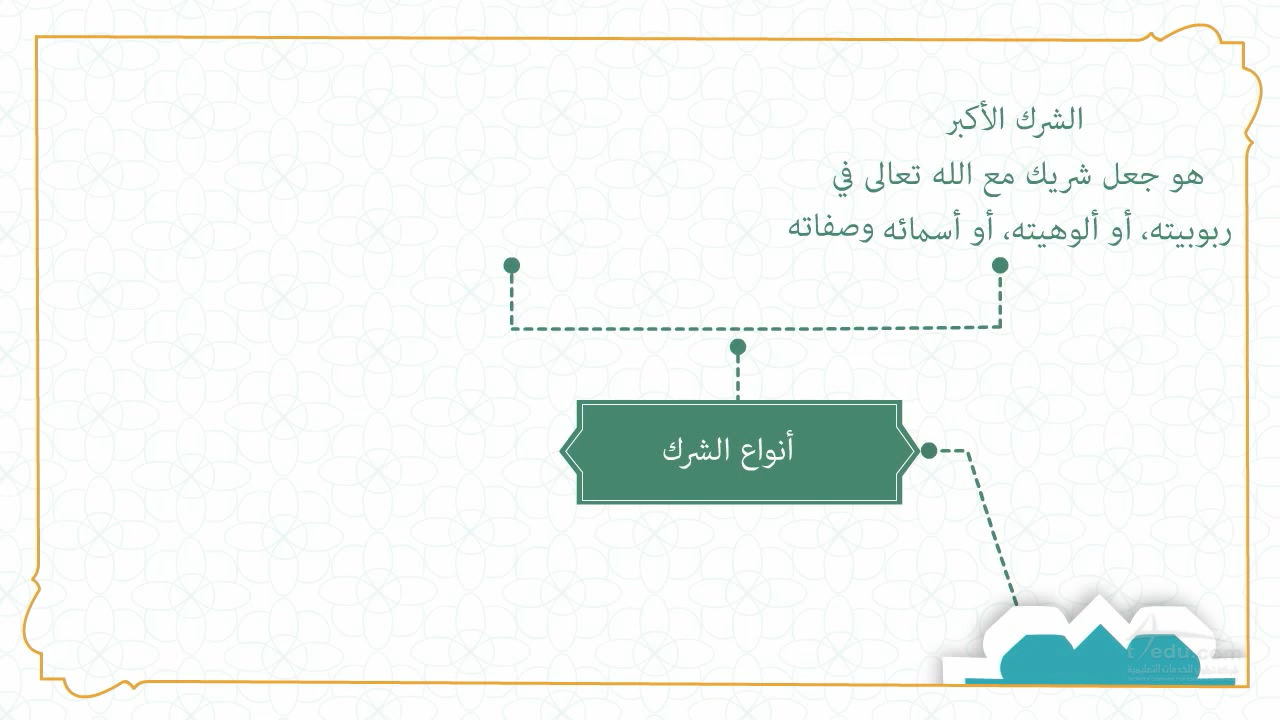 الشرك الأكبر
هو جعل شريك مع الله تعالى في
ربوبيته، أو ألوهيته، أو أسمائه وصفاته
أنواع الشرك